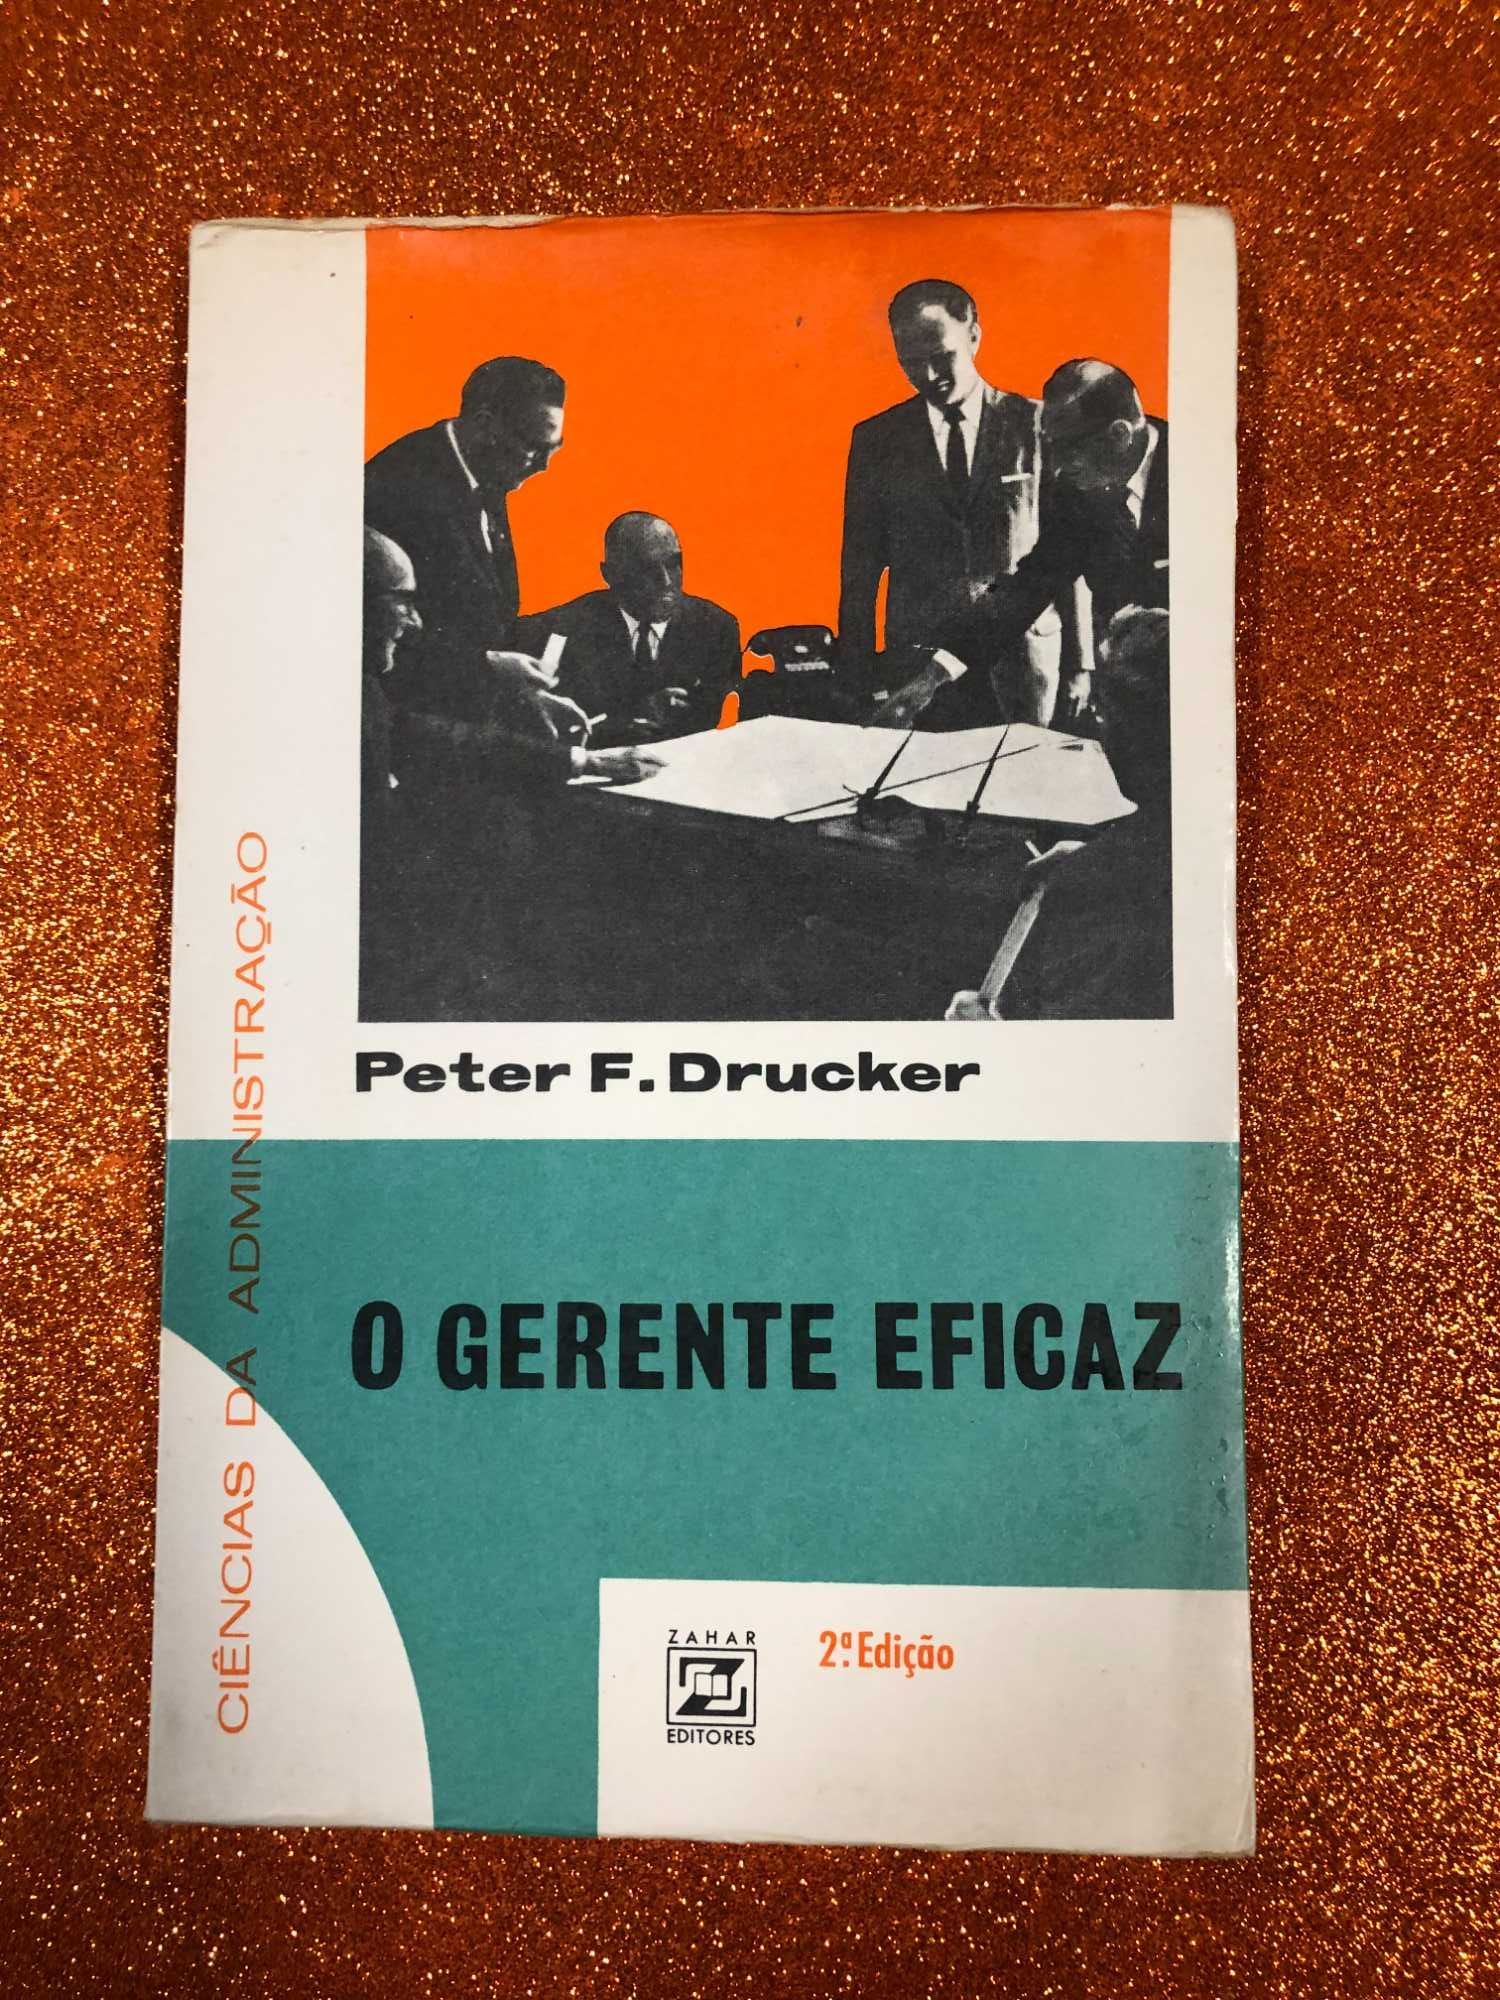 CIÊNCIAS DA ADMINISTRAÇÃO
Peter F. Drucker
O GERENTE EFICAZ
ZAHAR
EDITORES
2ª Edição